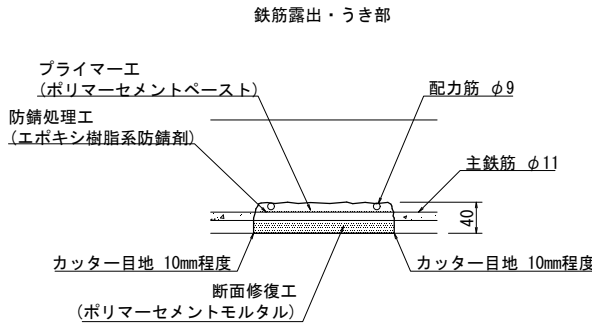 鉄筋露出・うき部
プライマー工
(ポリマーセメントペースト)
配力筋 φ9
防錆処理工
(エポキシ樹脂系防錆剤)
主鉄筋 φ11
40
カッター目地 10mm程度
カッター目地 10mm程度
断面修復工
(ポリマーセメントモルタル)